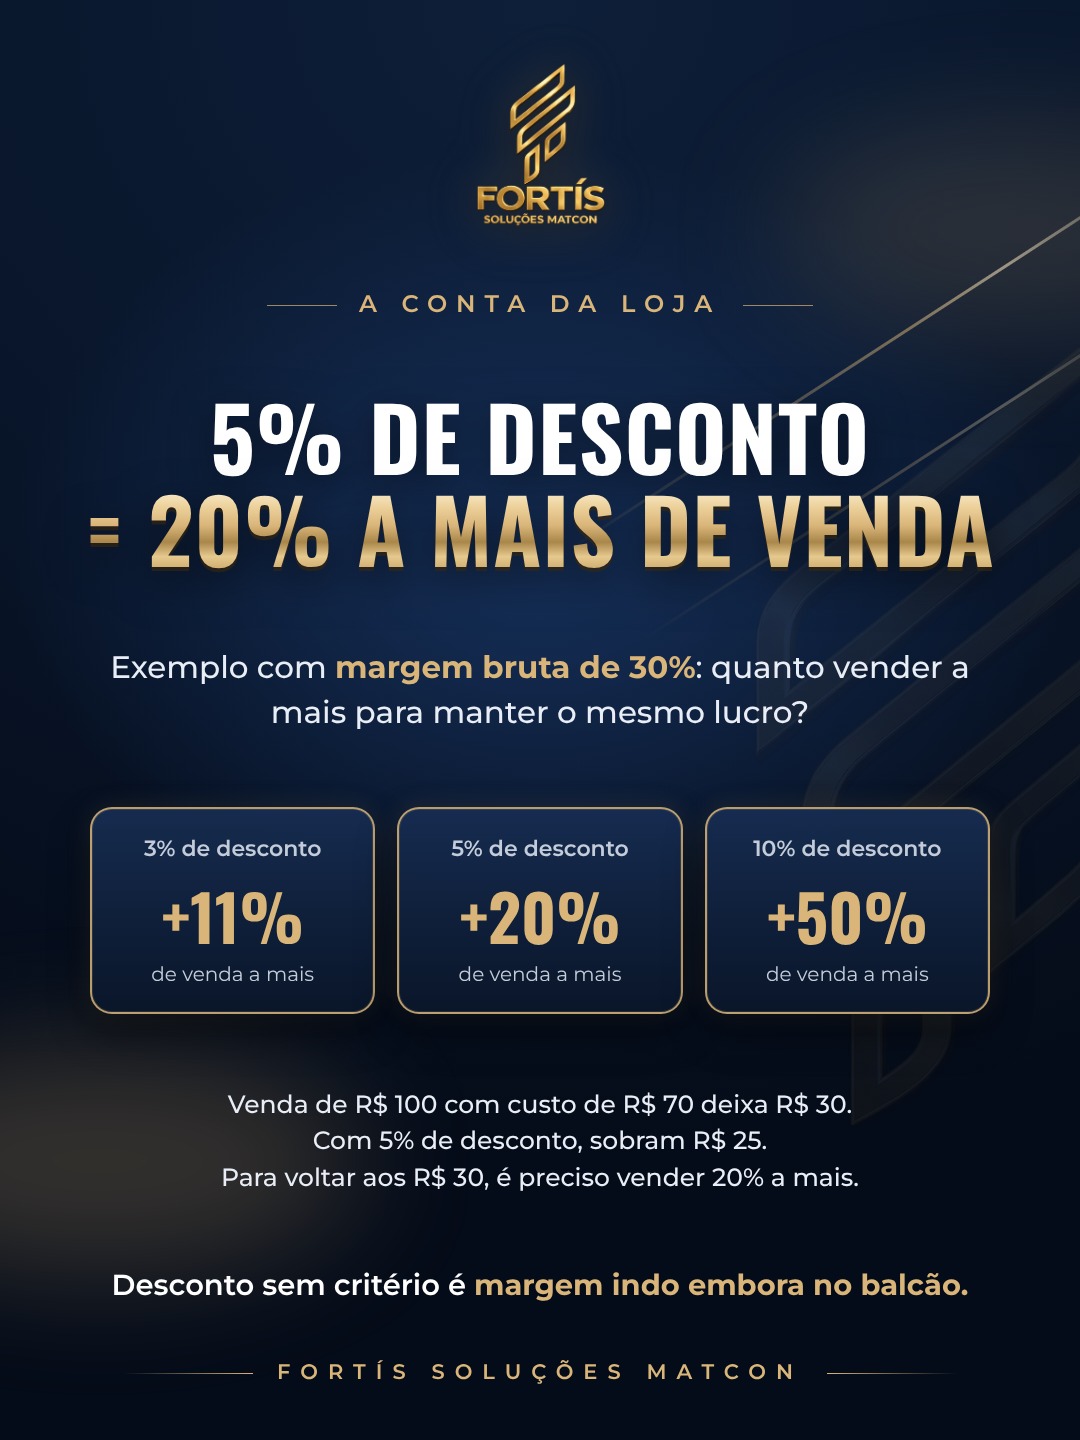 FORTÍS
SOLUÇÕES MATCON
A CONTA DA LOJA
5% DE DESCONTO
= 20% A MAIS DE VENDA
Exemplo com margem bruta de 30%: quanto vender a
mais para manter o mesmo lucro?
3% de desconto
+11%
de venda a mais
5% de desconto
+20%
de venda a mais
10% de desconto
+50%
de venda a mais
Venda de R$ 100 com custo de R$ 70 deixa R$ 30.
Com 5% de desconto, sobram R$ 25.
Para voltar aos R$ 30, é preciso vender 20% a mais.
Desconto sem critério é margem indo embora no balcão.
FORTÍS SOLUÇÕES MATCON